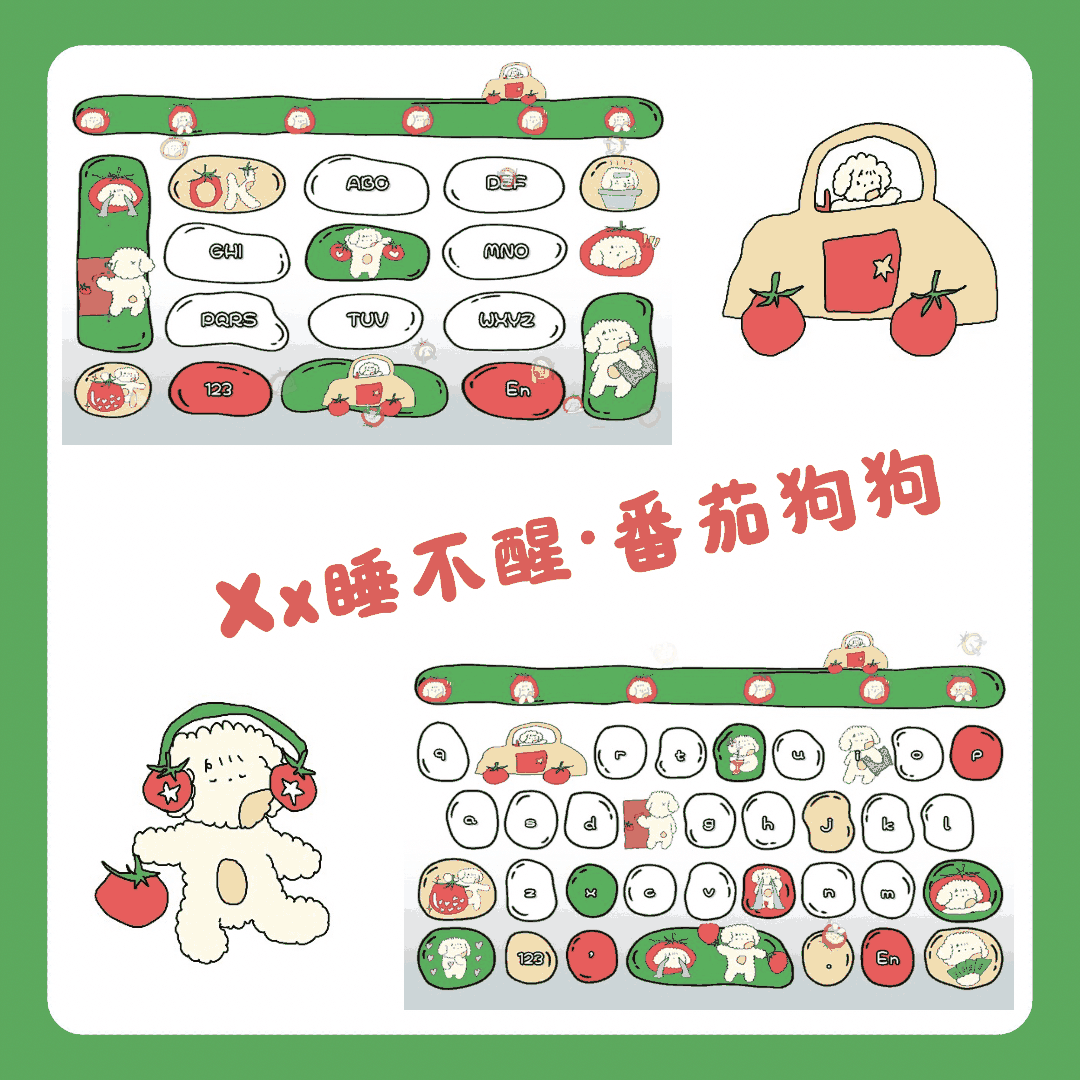 OK ABC DEF
GHI MNO
PQRS TUV WXYZ
123 En
Xx睡不醒·番茄狗狗
q r t u i o p
a s d g h j k l
z x c v n m
123 , . En